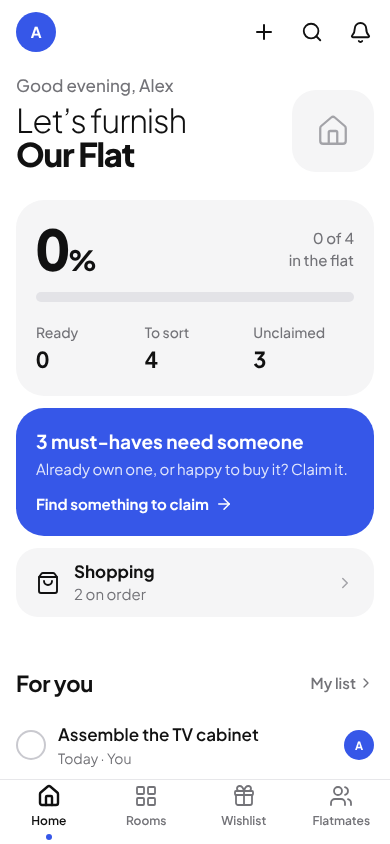 A
Good evening, Alex
Let’s furnish
Our Flat
0%
0 of 4
in the flat
Ready
To sort
Unclaimed
0
4
3
3 must-haves need someone
Already own one, or happy to buy it? Claim it.
Find something to claim →
Shopping
2 on order
For you
My list
Assemble the TV cabinet
Today · You
A
Home
Rooms
Wishlist
Flatmates